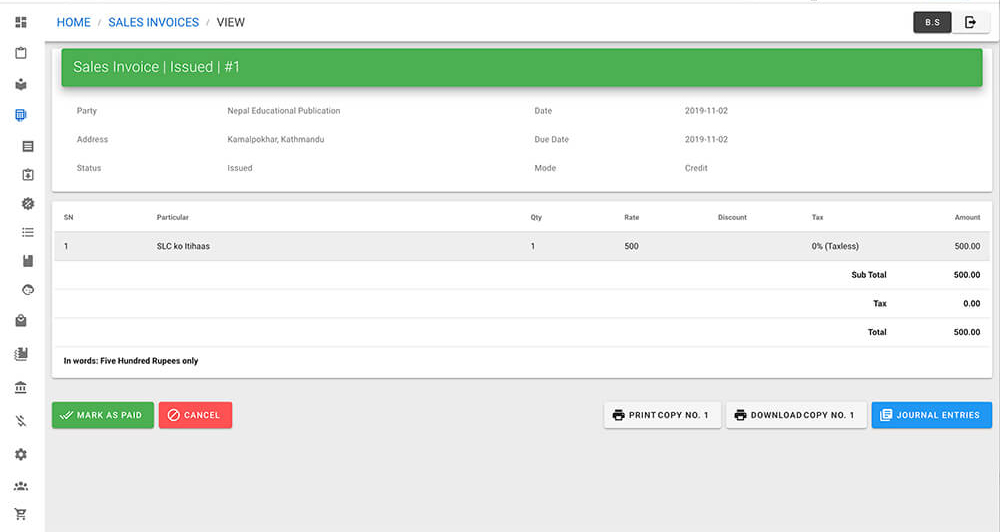 HOME / SALES INVOICES / VIEW
B.S
Sales Invoice | Issued | #1
Party Nepal Educational Publication Date 2019-11-02
Address Kamalpokhar, Kathmandu Due Date 2019-11-02
Status Issued Mode Credit
SN Particular Qty Rate Discount Tax Amount
1 SLC ko Itihaas 1 500 0% (Taxless) 500.00
Sub Total 500.00
Tax 0.00
Total 500.00
In words: Five Hundred Rupees only
MARK AS PAID CANCEL PRINT COPY NO. 1 DOWNLOAD COPY NO. 1 JOURNAL ENTRIES